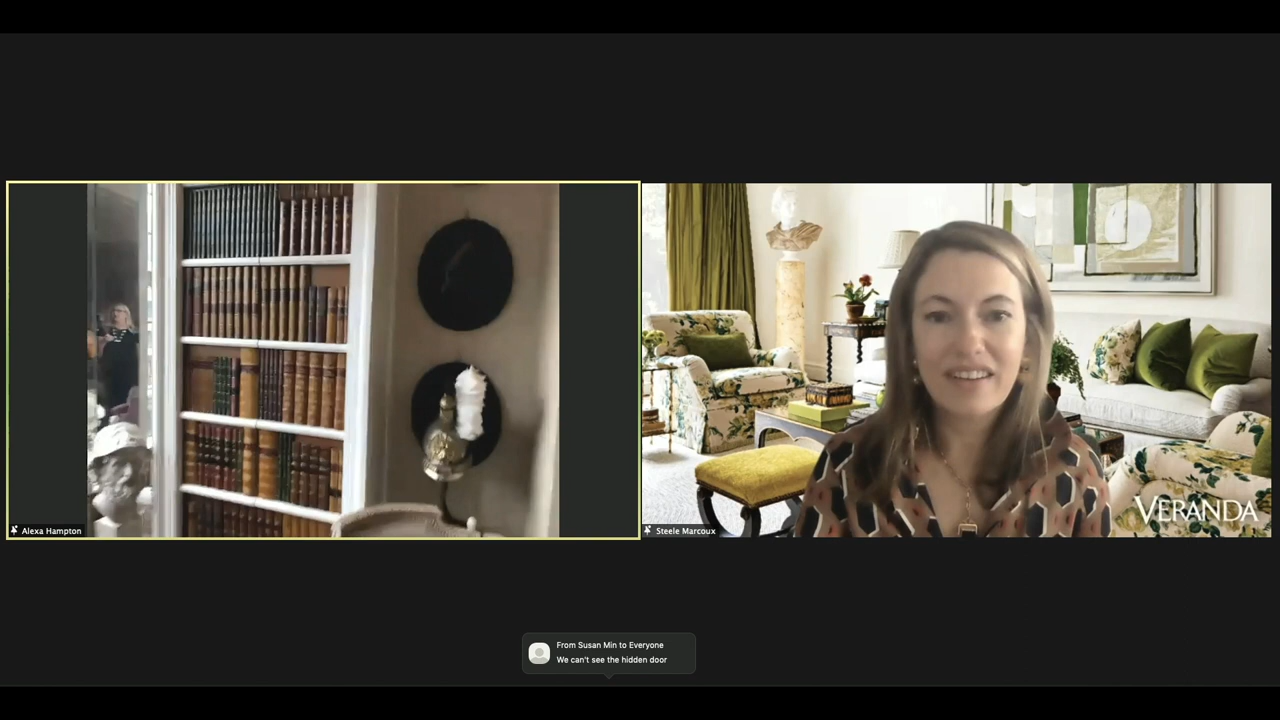 Alexa Hampton
Steele Marcoux
VERANDA
From Susan Min to Everyone
We can't see the hidden door